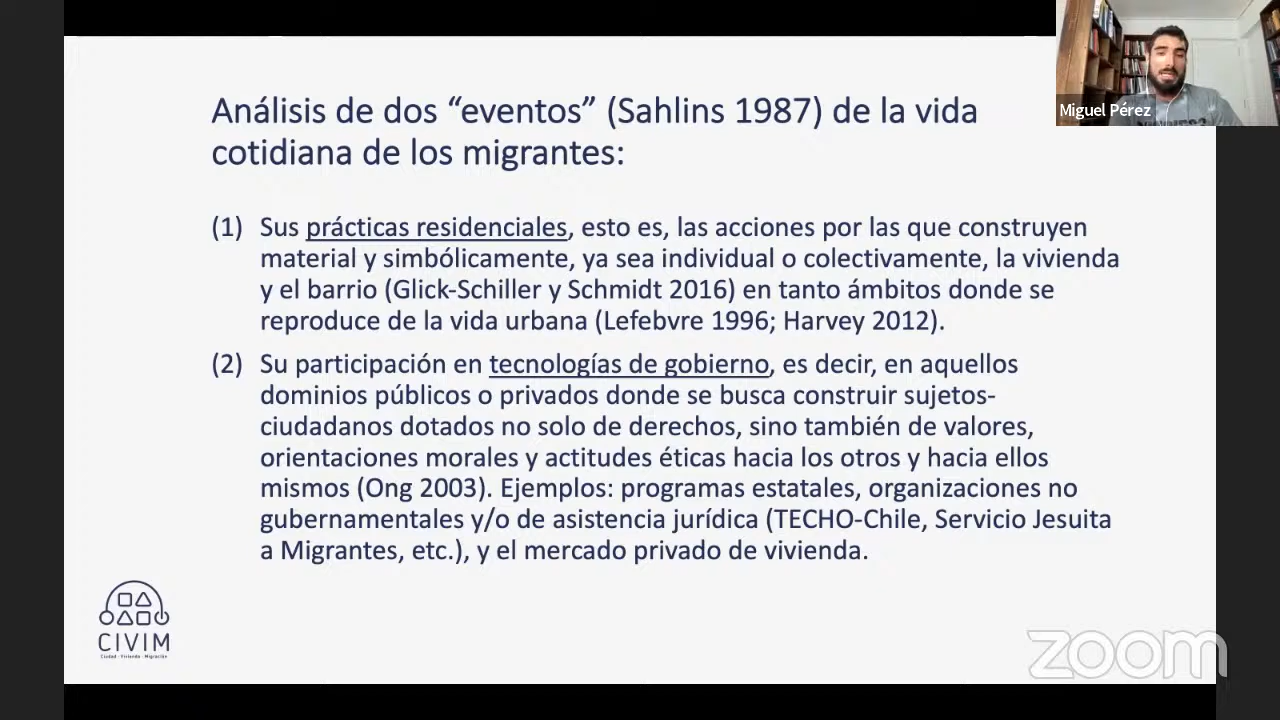 Análisis de dos “eventos” (Sahlins 1987) de la vida
cotidiana de los migrantes:
(1) Sus prácticas residenciales, esto es, las acciones por las que construyen
material y simbólicamente, ya sea individual o colectivamente, la vivienda
y el barrio (Glick-Schiller y Schmidt 2016) en tanto ámbitos donde se
reproduce de la vida urbana (Lefebvre 1996; Harvey 2012).
(2) Su participación en tecnologías de gobierno, es decir, en aquellos
dominios públicos o privados donde se busca construir sujetos-
ciudadanos dotados no solo de derechos, sino también de valores,
orientaciones morales y actitudes éticas hacia los otros y hacia ellos
mismos (Ong 2003). Ejemplos: programas estatales, organizaciones no
gubernamentales y/o de asistencia jurídica (TECHO-Chile, Servicio Jesuita
a Migrantes, etc.), y el mercado privado de vivienda.
Miguel Pérez
CIVIM
Ciudad · Vivienda · Migración
zoom